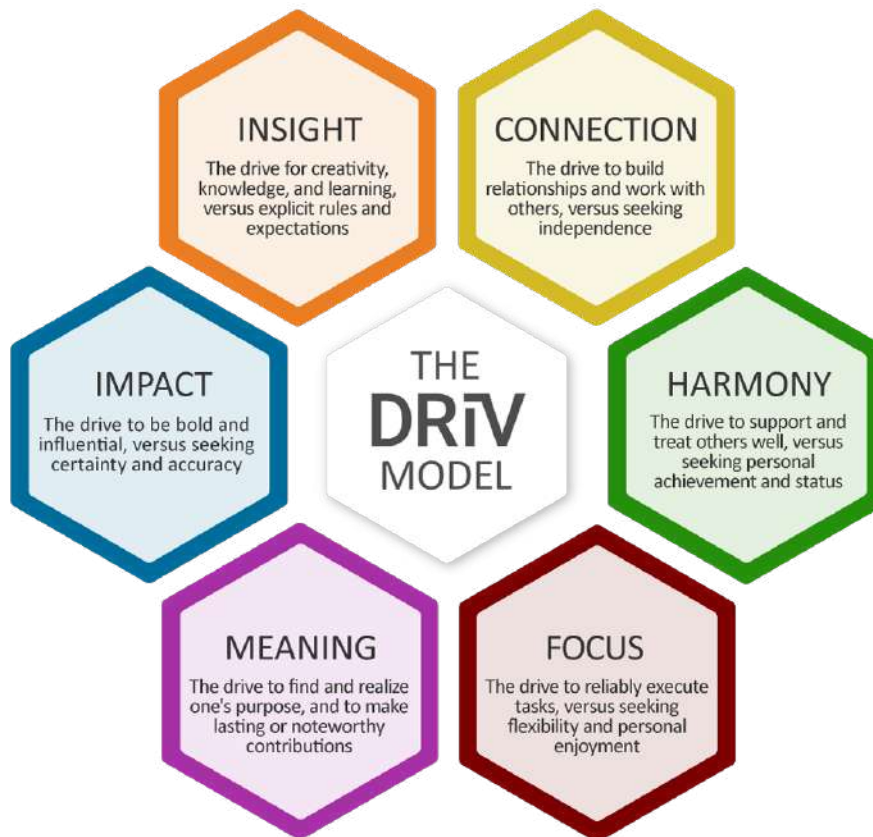 INSIGHT
The drive for creativity,
knowledge, and learning,
versus explicit rules and
expectations
CONNECTION
The drive to build
relationships and work with
others, versus seeking
independence
IMPACT
The drive to be bold and
influential, versus seeking
certainty and accuracy
THE
DRiV
MODEL
HARMONY
The drive to support and
treat others well, versus
seeking personal
achievement and status
MEANING
The drive to find and realize
one's purpose, and to make
lasting or noteworthy
contributions
FOCUS
The drive to reliably execute
tasks, versus seeking
flexibility and personal
enjoyment